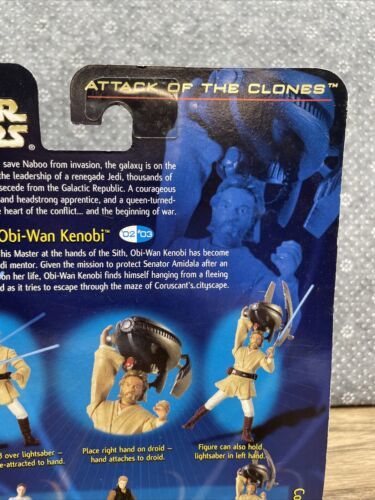 ATTACK OF THE CLONES™
STAR
WARS®
save Naboo from invasion, the galaxy is on the
the leadership of a renegade Jedi, thousands of
secede from the Galactic Republic. A courageous
and headstrong apprentice, and a queen-turned-
e heart of the conflict... and the beginning of war.
Obi-Wan Kenobi™ '02 '03
his Master at the hands of the Sith, Obi-Wan Kenobi has become
di mentor. Given the mission to protect Senator Amidala after an
on her life, Obi-Wan Kenobi finds himself hanging from a fleeing
d as it tries to escape through the maze of Coruscant's cityscape.
3 over lightsaber –
e-attracted to hand.
Place right hand on droid –
hand attaches to droid.
Figure can also hold
lightsaber in left hand.